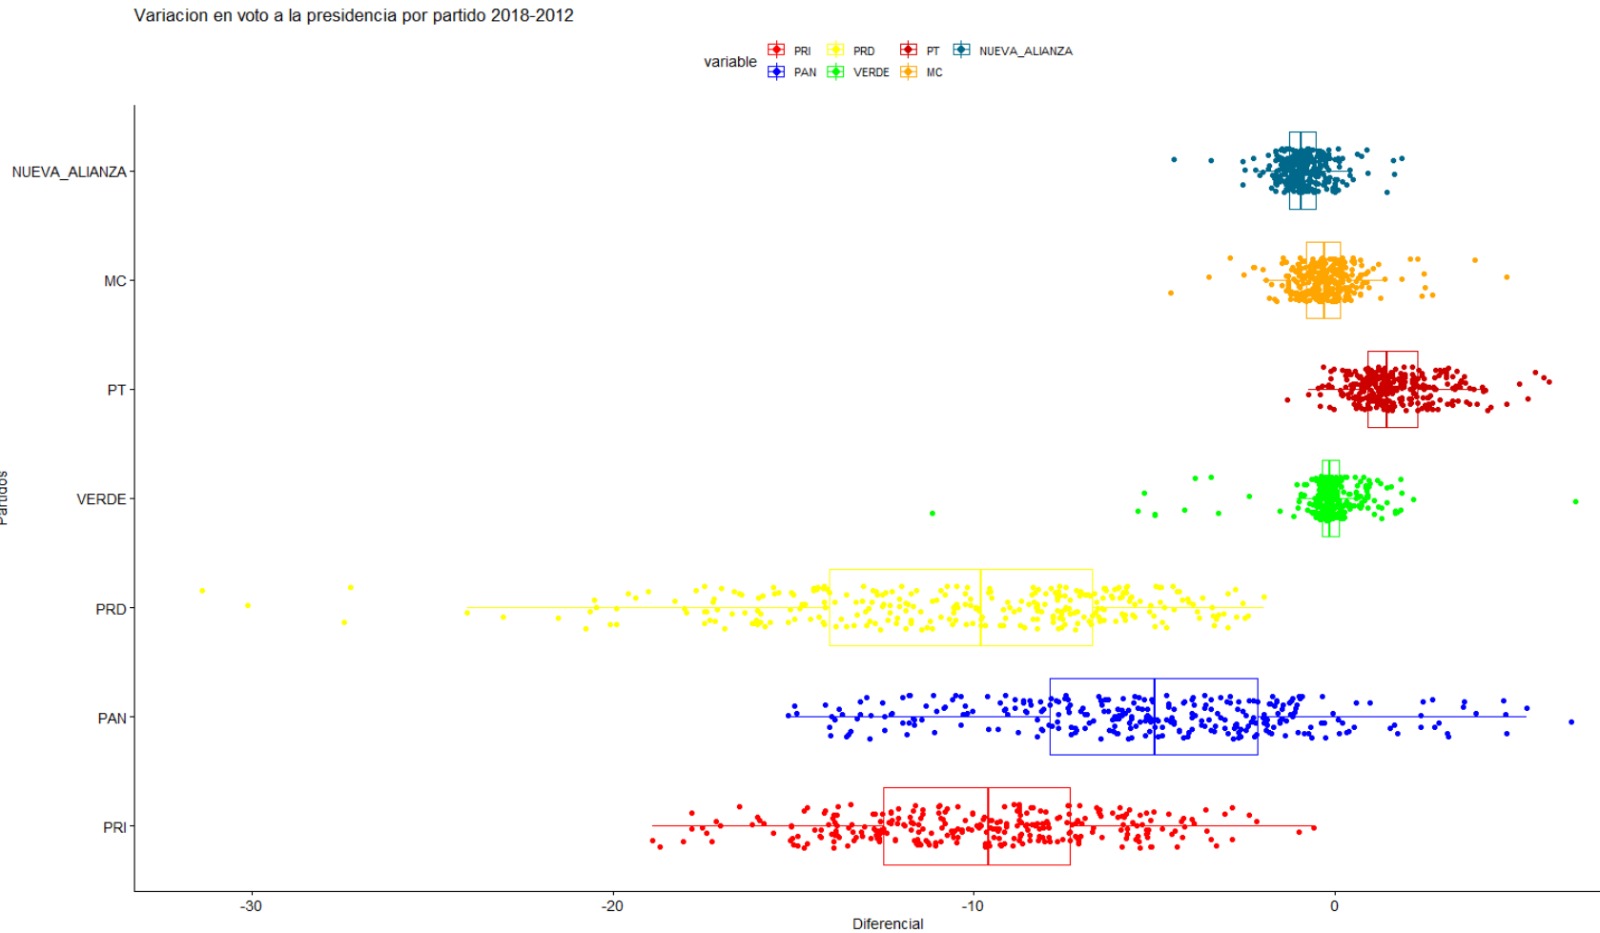 Variacion en voto a la presidencia por partido 2018-2012
variable
PRI PRD PT NUEVA_ALIANZA
PAN VERDE MC
NUEVA_ALIANZA
MC
PT
VERDE
PRD
PAN
PRI
Partidos
-30 -20 -10 0
Diferencial